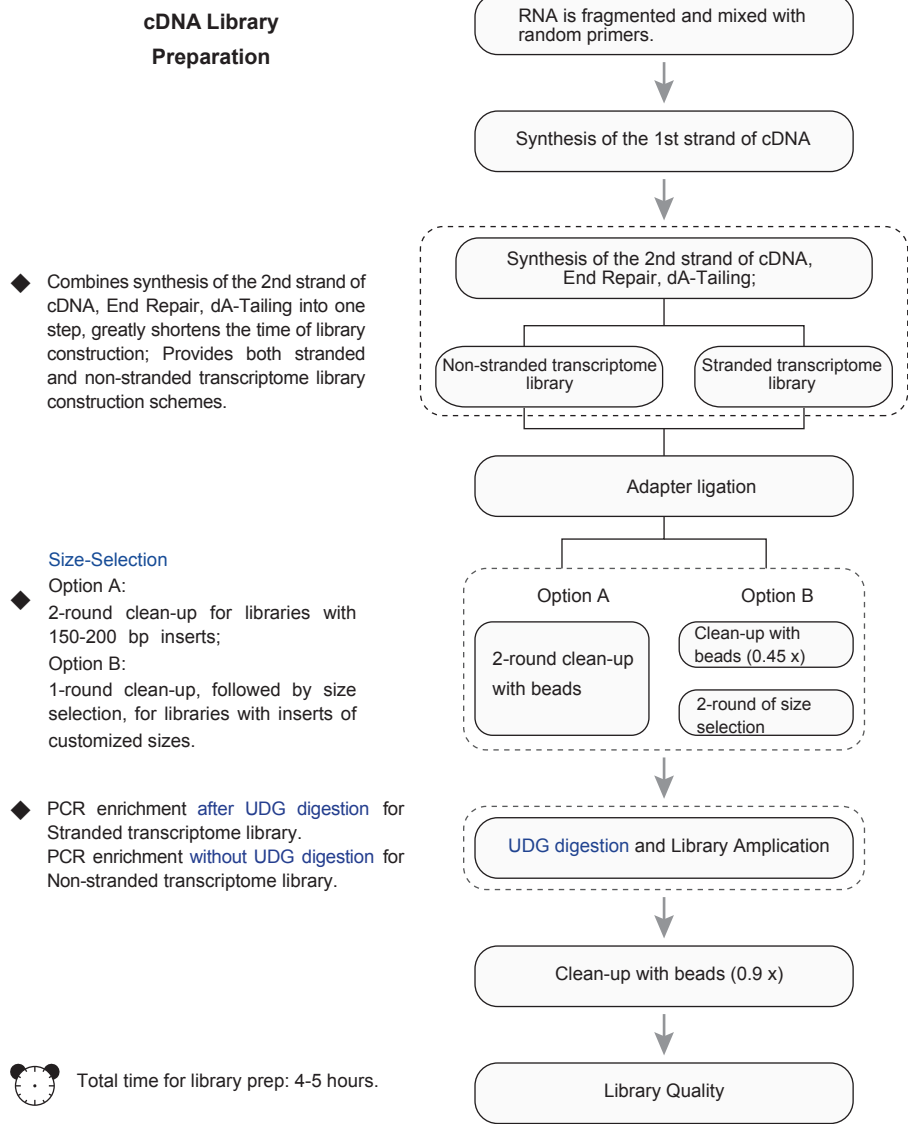 cDNA Library
Preparation
RNA is fragmented and mixed with
random primers.
Synthesis of the 1st strand of cDNA
Synthesis of the 2nd strand of cDNA,
End Repair, dA-Tailing;
Non-stranded transcriptome
library
Stranded transcriptome
library
◆ Combines synthesis of the 2nd strand of
cDNA, End Repair, dA-Tailing into one
step, greatly shortens the time of library
construction; Provides both stranded
and non-stranded transcriptome library
construction schemes.
Adapter ligation
Size-Selection
Option A:
2-round clean-up for libraries with
150-200 bp inserts;
Option B:
1-round clean-up, followed by size
selection, for libraries with inserts of
customized sizes.
Option A
2-round clean-up
with beads
Option B
Clean-up with
beads (0.45 x)
2-round of size
selection
◆ PCR enrichment after UDG digestion for
Stranded transcriptome library.
PCR enrichment without UDG digestion for
Non-stranded transcriptome library.
UDG digestion and Library Amplication
Clean-up with beads (0.9 x)
Library Quality
Total time for library prep: 4-5 hours.